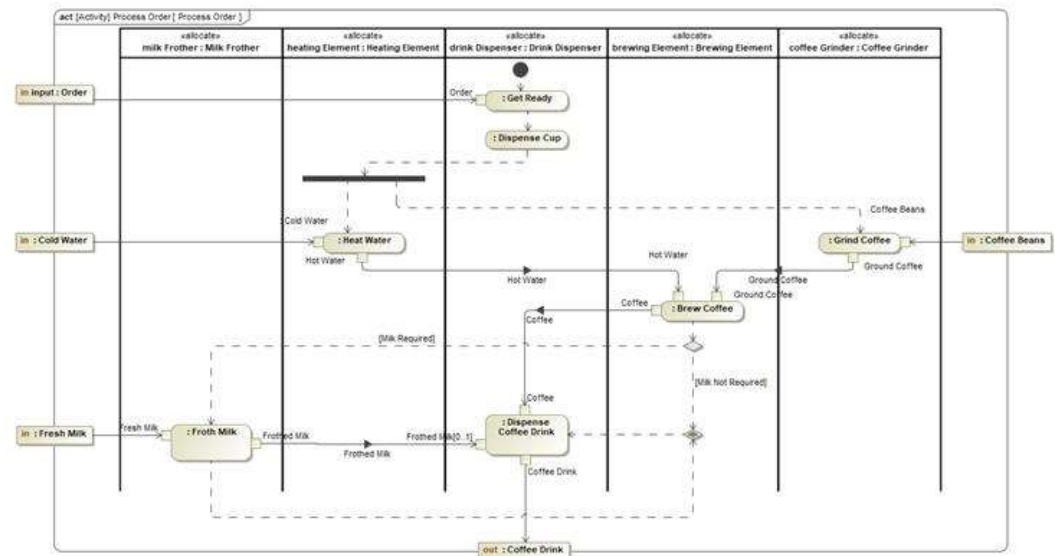 act [Activity] Process Order [ Process Order ]
«allocate»
milk Frother : Milk Frother
«allocate»
heating Element : Heating Element
«allocate»
drink Dispenser : Drink Dispenser
«allocate»
brewing Element : Brewing Element
«allocate»
coffee Grinder : Coffee Grinder
in input : Order
Order
: Get Ready
: Dispense Cup
Coffee Beans
: Cold Water
in : Cold Water
: Heat Water
: Grind Coffee
in : Coffee Beans
Hot Water
Hot Water
Hot Water
Ground Coffee
Ground Coffee
Ground Coffee
Coffee
: Brew Coffee
Coffee
[Milk Required]
[Milk Not Required]
Coffee
in : Fresh Milk
Fresh Milk
: Froth Milk
Frothed Milk
Frothed Milk
Frothed Milk[0..1]
: Dispense
Coffee Drink
Coffee Drink
out : Coffee Drink